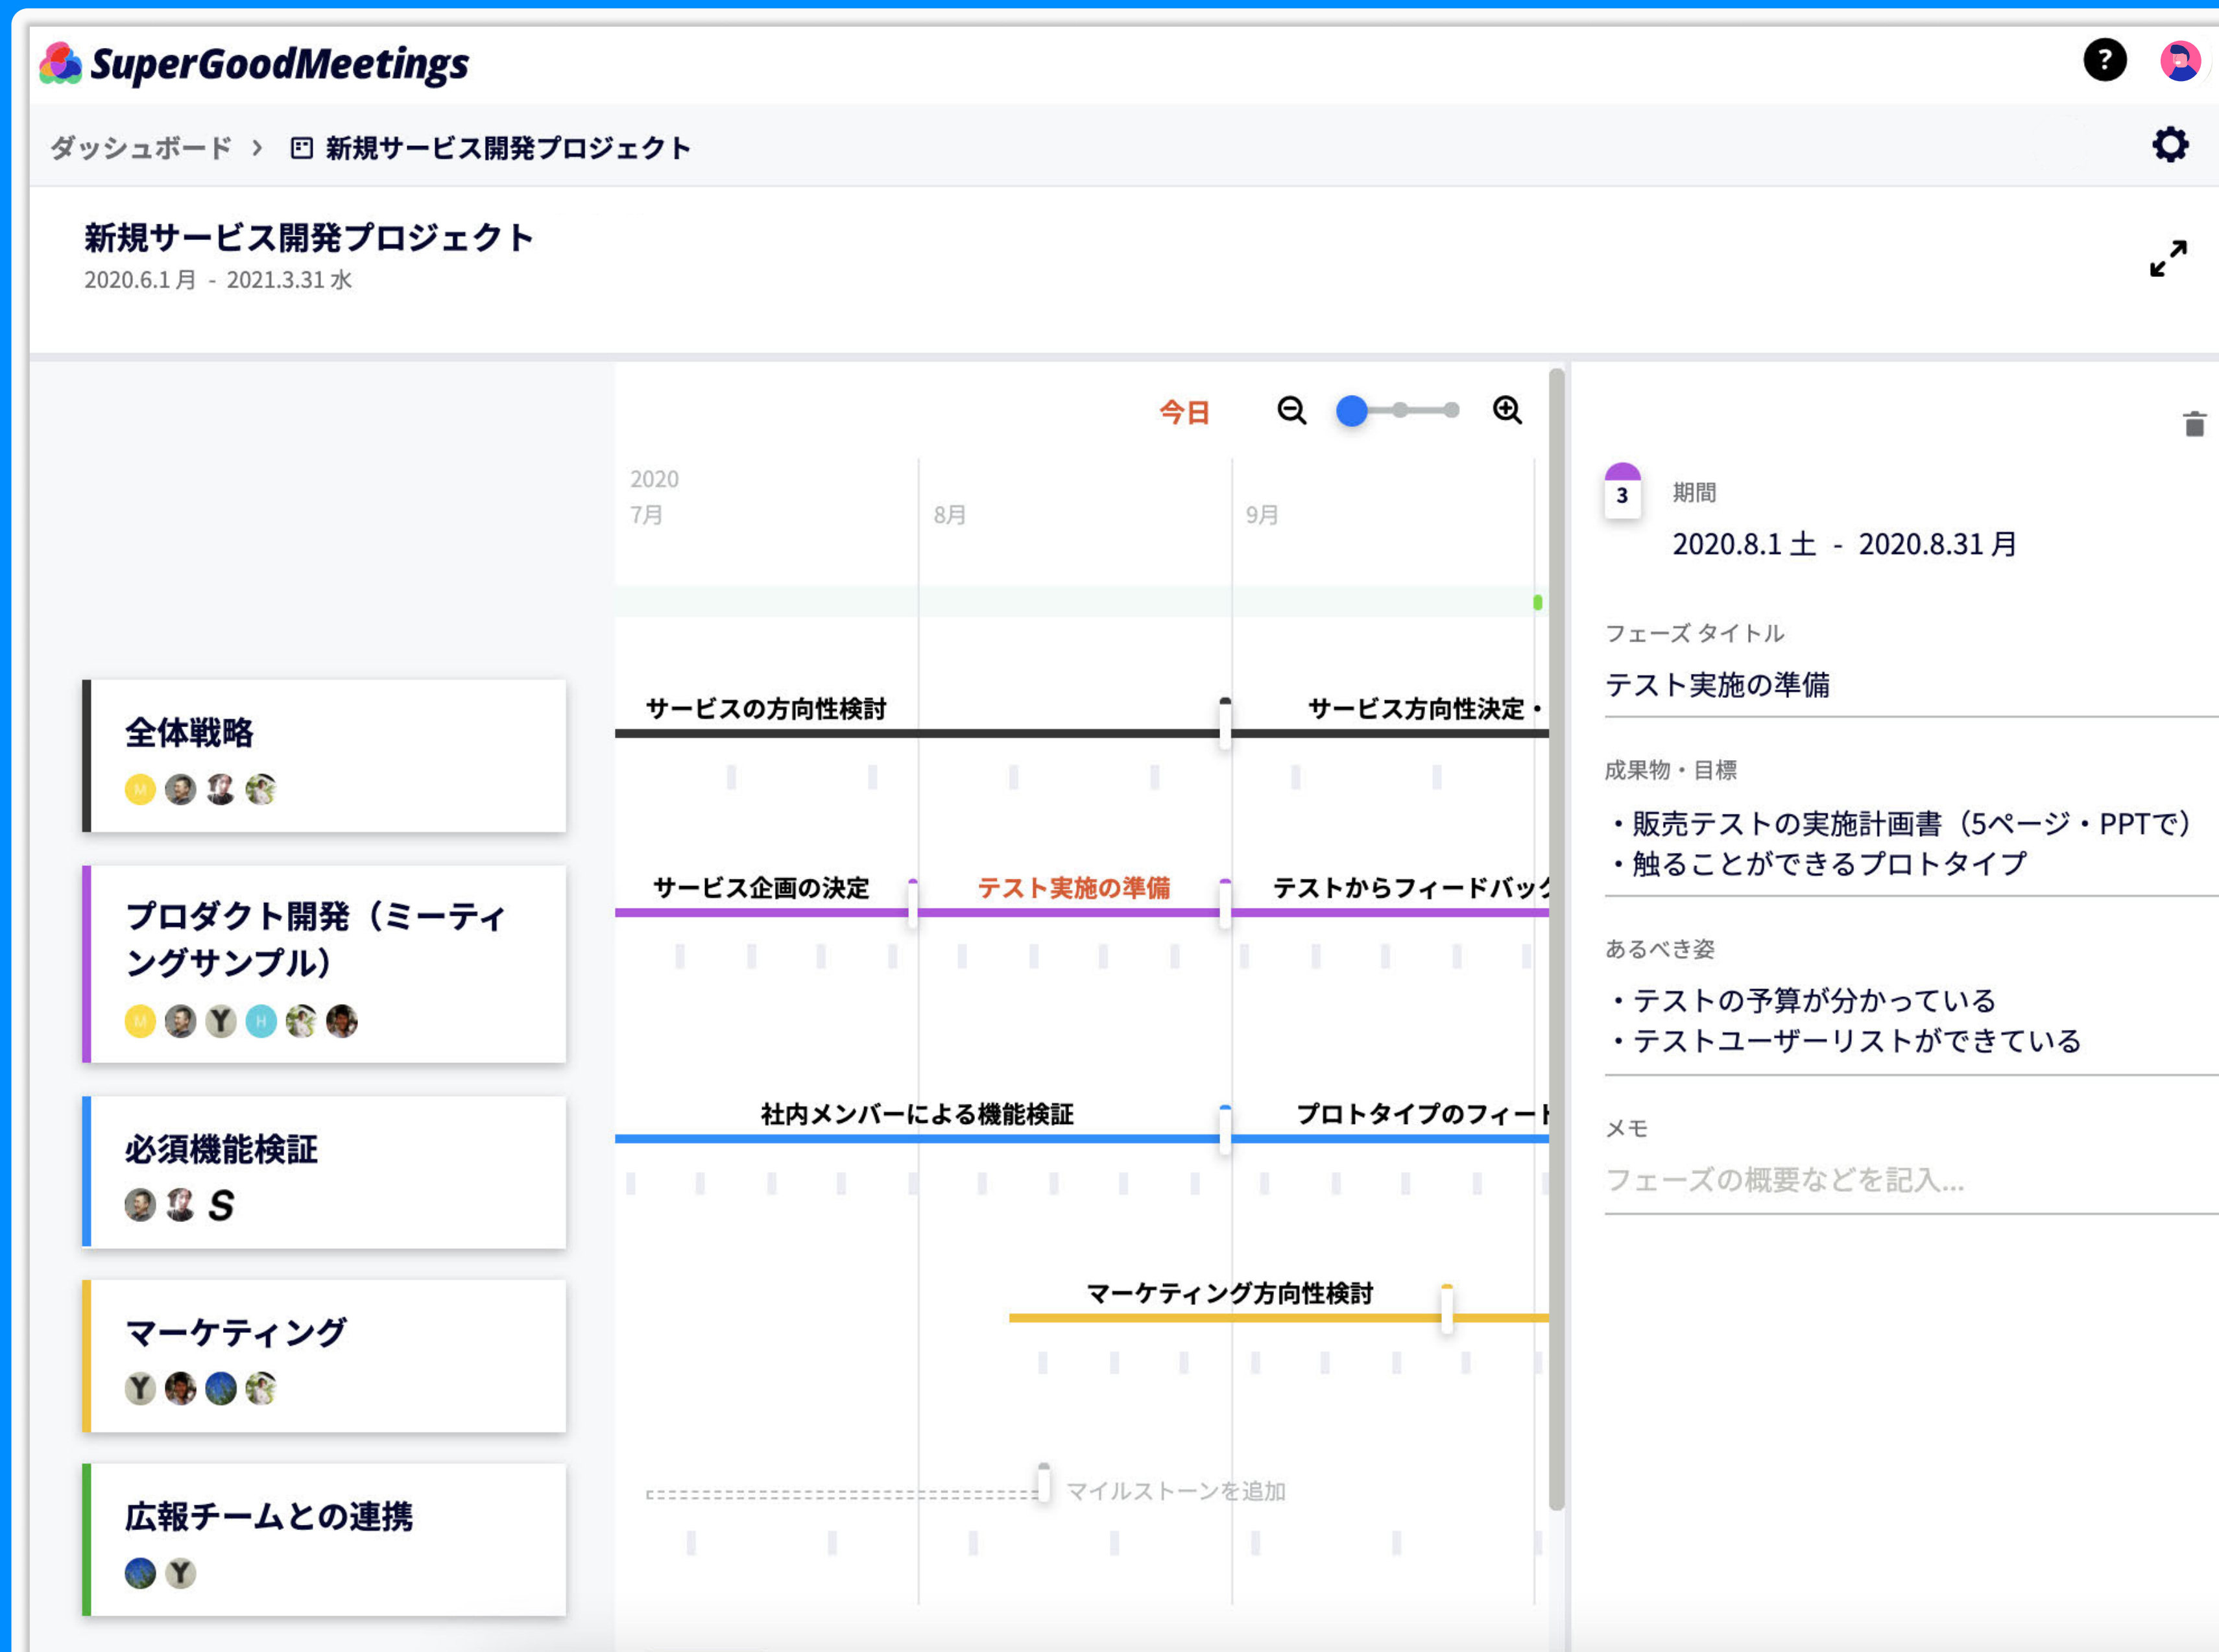 SuperGoodMeetings
?
ダッシュボード > 新規サービス開発プロジェクト
新規サービス開発プロジェクト
2020.6.1 月 - 2021.3.31 水
今日
2020
7月
8月
9月
全体戦略
M
サービスの方向性検討
サービス方向性決定・
プロダクト開発（ミーティ
ングサンプル）
M
Y
H
サービス企画の決定
テスト実施の準備
テストからフィードバック
必須機能検証
S
社内メンバーによる機能検証
プロトタイプのフィー
マーケティング
Y
マーケティング方向性検討
広報チームとの連携
Y
マイルストーンを追加
3
期間
2020.8.1 土 - 2020.8.31 月
フェーズ タイトル
テスト実施の準備
成果物・目標
・販売テストの実施計画書（5ページ・PPTで）
・触ることができるプロトタイプ
あるべき姿
・テストの予算が分かっている
・テストユーザーリストができている
メモ
フェーズの概要などを記入...